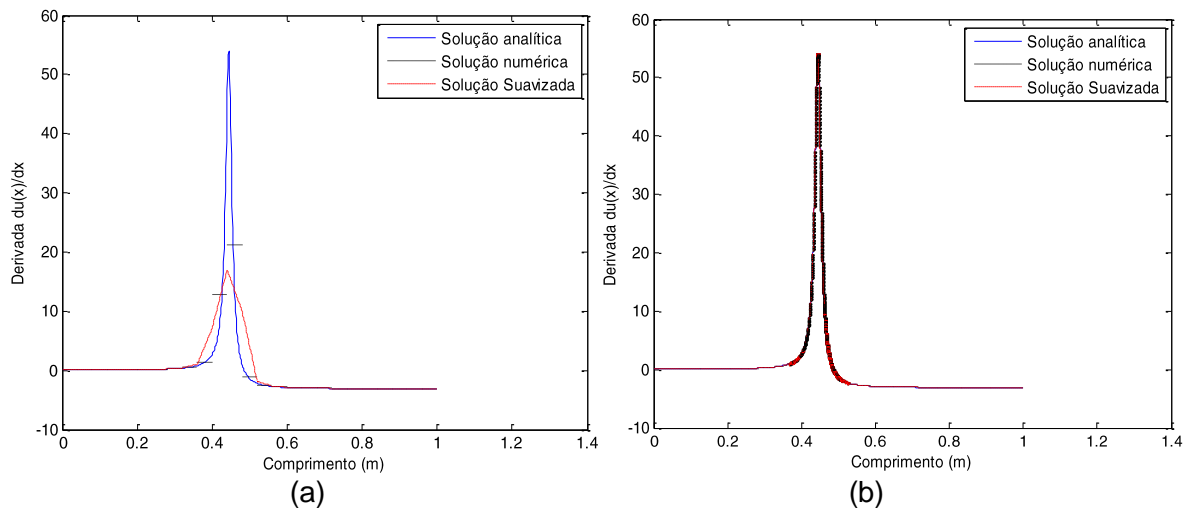 60
50
40
30
20
10
0
-10
0
0.2
0.4
0.6
0.8
1
1.2
1.4
Derivada du(x)/dx
Comprimento (m)
Solução analítica
Solução numérica
Solução Suavizada
(a)
60
50
40
30
20
10
0
-10
0
0.2
0.4
0.6
0.8
1
1.2
1.4
Derivada du(x)/dx
Comprimento (m)
Solução analítica
Solução numérica
Solução Suavizada
(b)